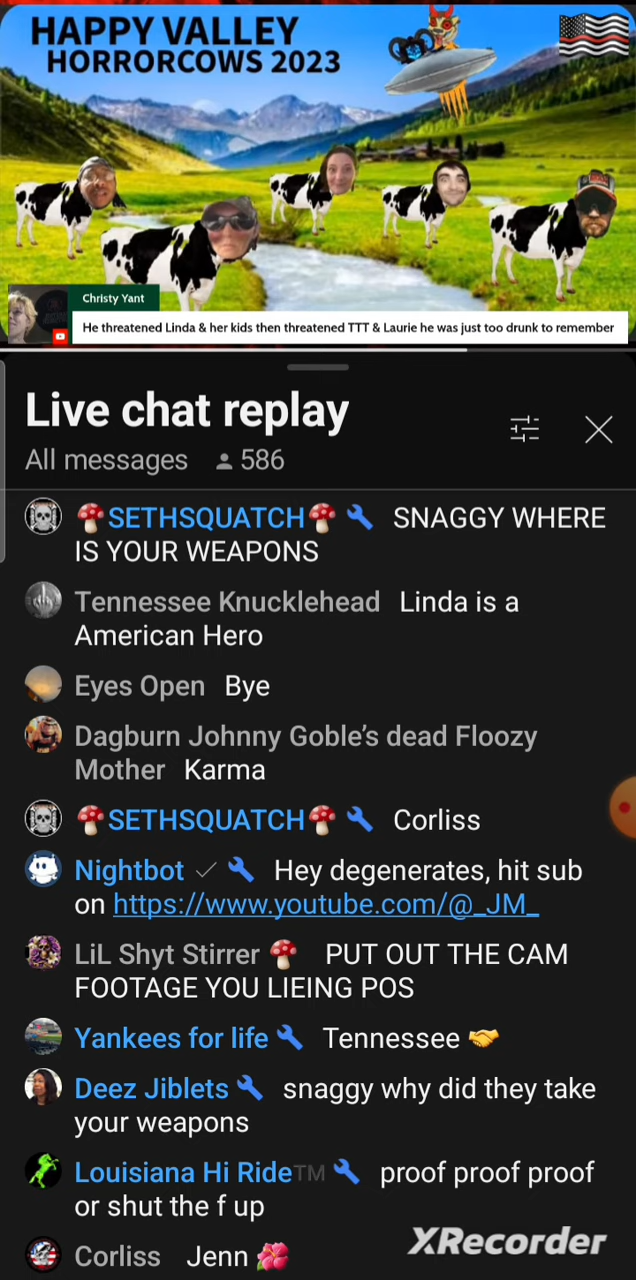 HAPPY VALLEY
HORRORCOWS 2023
Christy Yant
He threatened Linda & her kids then threatened TTT & Laurie he was just too drunk to remember
Live chat replay
All messages 586
🍄SETHSQUATCH🍄 SNAGGY WHERE
IS YOUR WEAPONS
Tennessee Knucklehead Linda is a
American Hero
Eyes Open Bye
Dagburn Johnny Goble’s dead Floozy
Mother Karma
🍄SETHSQUATCH🍄 Corliss
Nightbot Hey degenerates, hit sub
on https://www.youtube.com/@_JM_
LiL Shyt Stirrer 🍄 PUT OUT THE CAM
FOOTAGE YOU LIEING POS
Yankees for life Tennessee 🤝
Deez Jiblets snaggy why did they take
your weapons
Louisiana Hi Ride™ proof proof proof
or shut the f up
Corliss Jenn 🌺
XRecorder